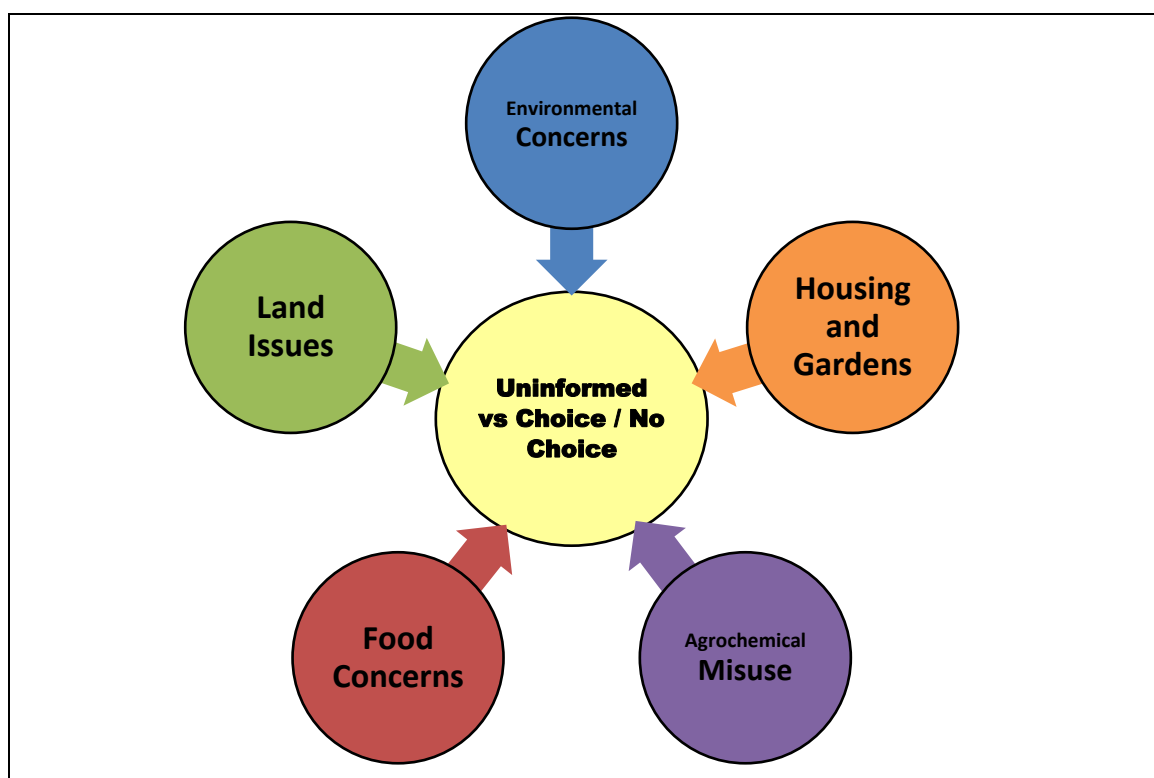 Environmental
Concerns
Housing
and
Gardens
Land
Issues
Uninformed
vs Choice / No
Choice
Food
Concerns
Agrochemical
Misuse